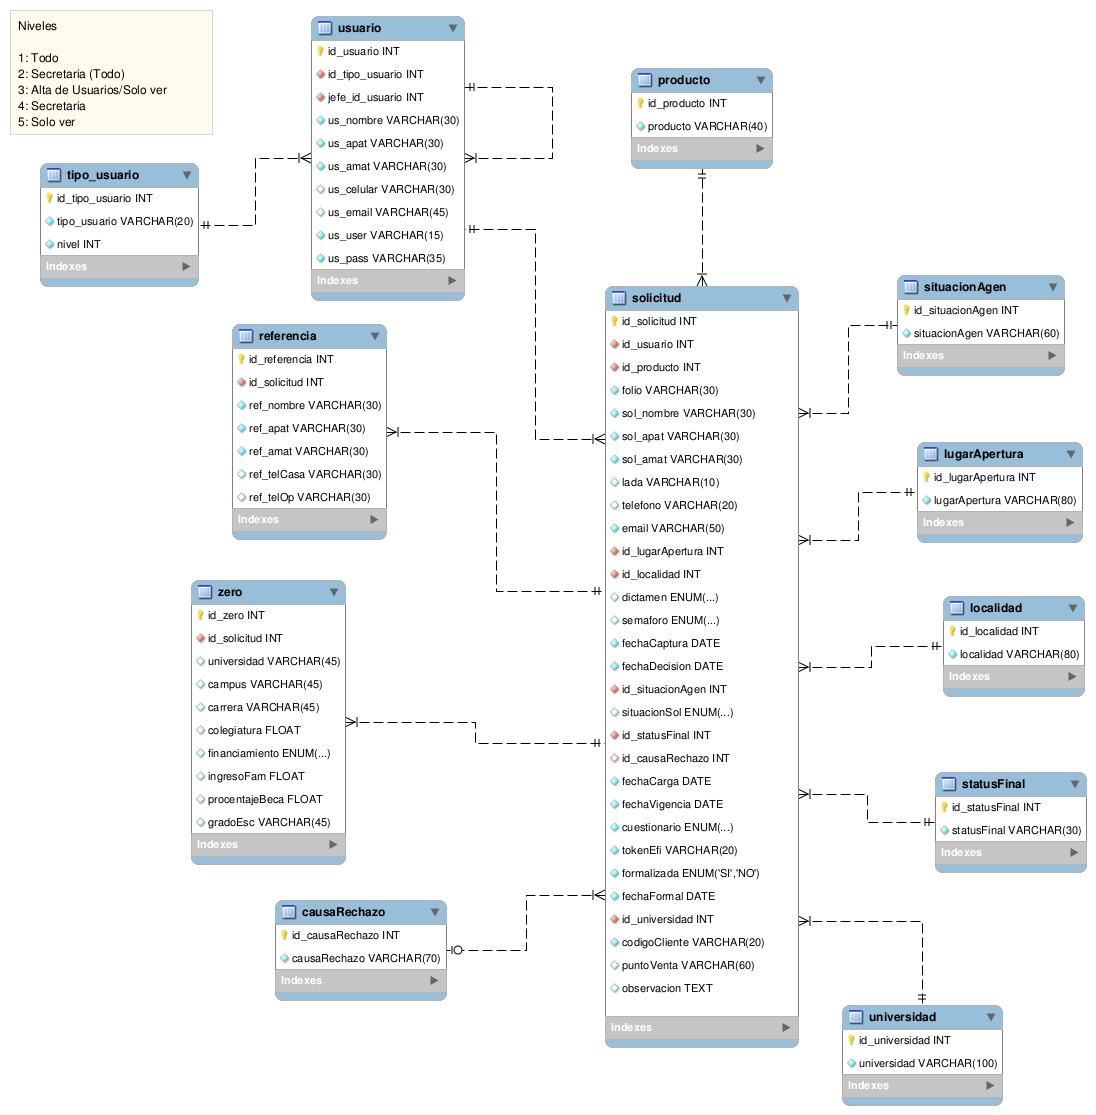 Niveles
1: Todo
2: Secretaria (Todo)
3: Alta de Usuarios/Solo ver
4: Secretaria
5: Solo ver
usuario
id_usuario INT
id_tipo_usuario INT
jefe_id_usuario INT
us_nombre VARCHAR(30)
us_apat VARCHAR(30)
us_amat VARCHAR(30)
us_celular VARCHAR(30)
us_email VARCHAR(45)
us_user VARCHAR(15)
us_pass VARCHAR(35)
Indexes
producto
id_producto INT
producto VARCHAR(40)
Indexes
tipo_usuario
id_tipo_usuario INT
tipo_usuario VARCHAR(20)
nivel INT
Indexes
referencia
id_referencia INT
id_solicitud INT
ref_nombre VARCHAR(30)
ref_apat VARCHAR(30)
ref_amat VARCHAR(30)
ref_telCasa VARCHAR(30)
ref_telOp VARCHAR(30)
Indexes
solicitud
id_solicitud INT
id_usuario INT
id_producto INT
folio VARCHAR(30)
sol_nombre VARCHAR(30)
sol_apat VARCHAR(30)
sol_amat VARCHAR(30)
lada VARCHAR(10)
telefono VARCHAR(20)
email VARCHAR(50)
id_lugarApertura INT
id_localidad INT
dictamen ENUM(...)
semaforo ENUM(...)
fechaCaptura DATE
fechaDecision DATE
id_situacionAgen INT
situacionSol ENUM(...)
id_statusFinal INT
id_causaRechazo INT
fechaCarga DATE
fechaVigencia DATE
cuestionario ENUM(...)
tokenEfi VARCHAR(20)
formalizada ENUM('SI','NO')
fechaFormal DATE
id_universidad INT
codigoCliente VARCHAR(20)
puntoVenta VARCHAR(60)
observacion TEXT
Indexes
situacionAgen
id_situacionAgen INT
situacionAgen VARCHAR(60)
Indexes
lugarApertura
id_lugarApertura INT
lugarApertura VARCHAR(80)
Indexes
zero
id_zero INT
id_solicitud INT
universidad VARCHAR(45)
campus VARCHAR(45)
carrera VARCHAR(45)
colegiatura FLOAT
financiamiento ENUM(...)
ingresoFam FLOAT
procentajeBeca FLOAT
gradoEsc VARCHAR(45)
Indexes
localidad
id_localidad INT
localidad VARCHAR(80)
Indexes
statusFinal
id_statusFinal INT
statusFinal VARCHAR(30)
Indexes
causaRechazo
id_causaRechazo INT
causaRechazo VARCHAR(70)
Indexes
universidad
id_universidad INT
universidad VARCHAR(100)
Indexes